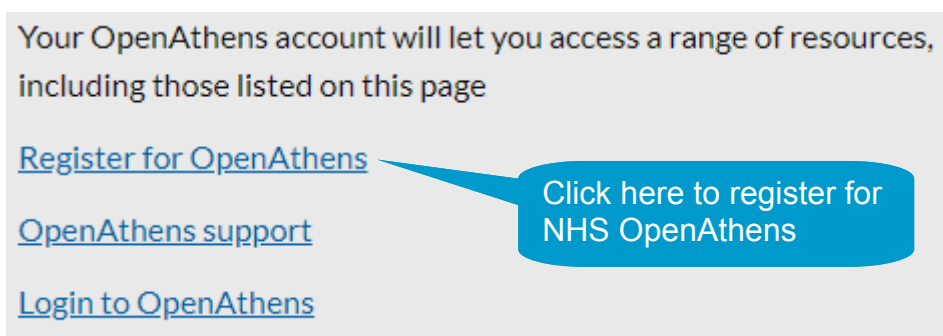 Your OpenAthens account will let you access a range of resources,
including those listed on this page
Register for OpenAthens
Click here to register for
NHS OpenAthens
OpenAthens support
Login to OpenAthens